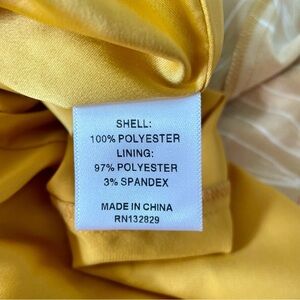 SHELL:
100% POLYESTER
LINING:
97% POLYESTER
3% SPANDEX
MADE IN CHINA
RN132829